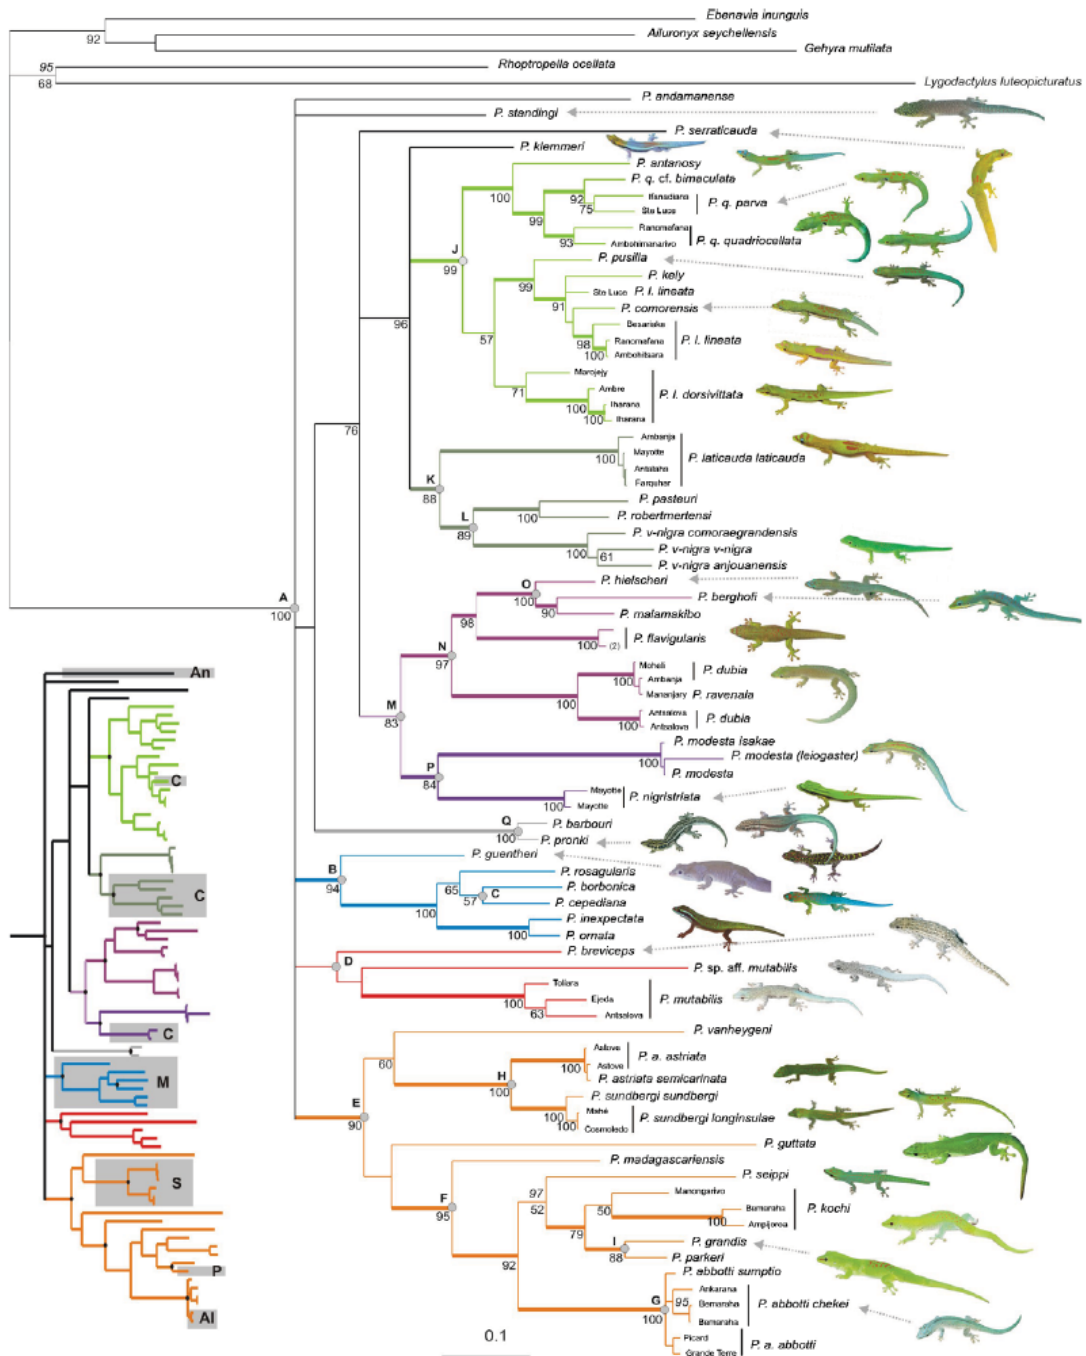 Ebenavia inunguis
92
Ailuronyx seychellensis
Gehyra mutilata
95
Rhoptropella ocellata
68
Lygodactylus luteopicturatus
P. andamanense
P. standingi
P. serraticauda
P. klemmeri
P. antanosy
100
P. q. cf. bimaculata
92
Ifanadiana
P. q. parva
75
Ste Luce
99
Ranomafana
P. q. quadriocellata
93
Ambohimanarivo
J
99
P. pusilla
99
P. kely
Ste Luce
P. l. lineata
91
P. comorensis
96
57
Besariaka
P. l. lineata
98
Ranomafana
100
Ambohitsara
Marojejy
71
Ambre
P. l. dorsivittata
100
Iharana
100
Iharana
76
Ambanja
Mayotte
P. laticauda laticauda
100
Antalaha
Farquhar
K
88
P. pasteuri
100
P. robertmertensi
L
89
P. v-nigra comoraegrandensis
100
P. v-nigra v-nigra
61
P. v-nigra anjouanensis
O
P. hielscheri
100
P. berghofi
90
P. malamakibo
A
100
98
P. flavigularis
100
(2)
N
97
Moheli
P. dubia
100
Ambanja
Mananjary
P. ravenala
An
M
83
Antsalova
P. dubia
100
Antsalova
P. modesta isakae
100
P. modesta (leiogaster)
P. modesta
P
84
C
Mayotte
P. nigristriata
100
Mayotte
Q
P. barbouri
100
P. pronki
P. guentheri
B
94
P. rosagularis
65
P. borbonica
57
C
P. cepediana
C
100
P. inexpectata
100
P. ornata
P. breviceps
D
P. sp. aff. mutabilis
Toliara
100
Ejeda
P. mutabilis
63
Antsalova
C
P. vanheygeni
60
Astove
P. a. astriata
100
Astove
P. astriata semicarinata
H
100
M
P. sundbergi sundbergi
E
90
Mahé
P. sundbergi longinsulae
100
Cosmoledo
100
P. guttata
P. madagascariensis
F
95
S
P. seippi
97
52
Manongarivo
50
Bemaraha
P. kochi
100
Ampijoroa
79
I
P. grandis
88
P. parkeri
92
P
P. abbotti sumptio
G
100
Ankarana
95
Bemaraha
P. abbotti chekei
Bemaraha
Al
Picard
P. a. abbotti
Grande Terre
0.1